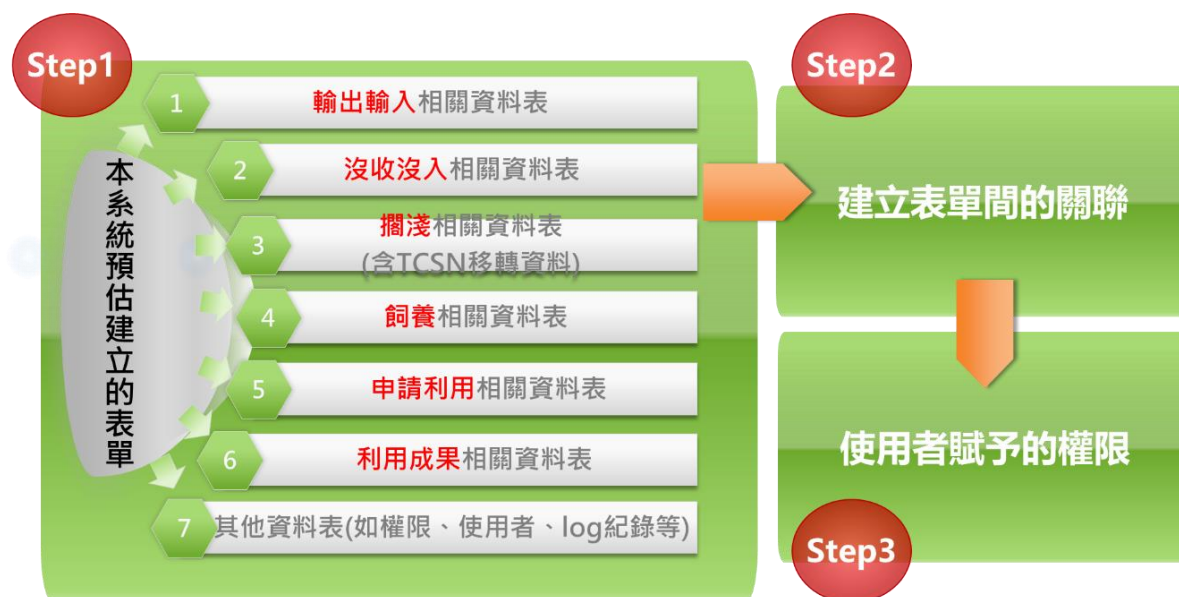 Step1
本系統預估建立的表單
1
輸出輸入相關資料表
2
沒收沒入相關資料表
3
擱淺相關資料表
(含TCSN移轉資料)
4
飼養相關資料表
5
申請利用相關資料表
6
利用成果相關資料表
7
其他資料表(如權限、使用者、log紀錄等)
Step2
建立表單間的關聯
使用者賦予的權限
Step3